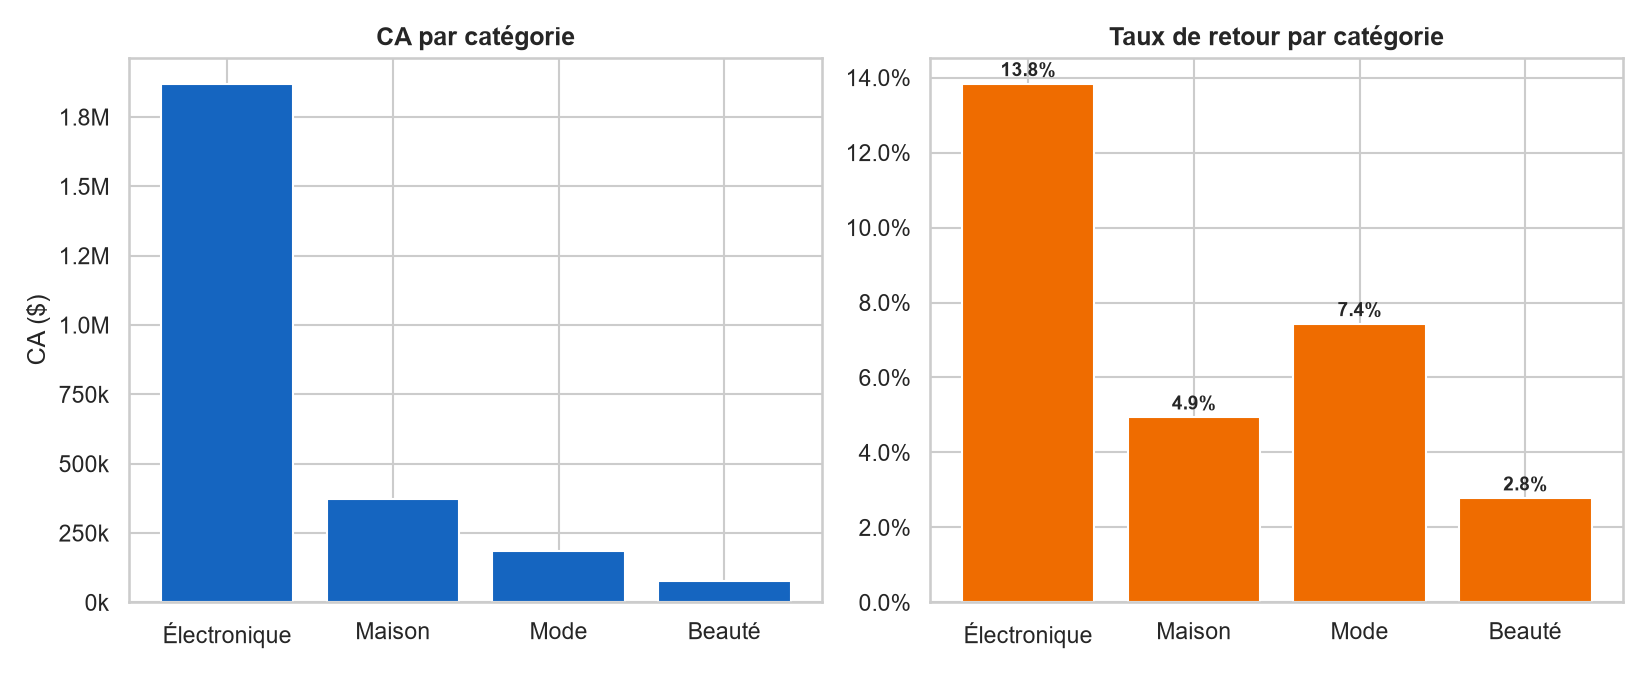 CA par catégorie
CA ($)
1.8M
1.5M
1.2M
1.0M
750k
500k
250k
0k
Électronique
Maison
Mode
Beauté
Taux de retour par catégorie
14.0%
12.0%
10.0%
8.0%
6.0%
4.0%
2.0%
0.0%
13.8%
4.9%
7.4%
2.8%
Électronique
Maison
Mode
Beauté